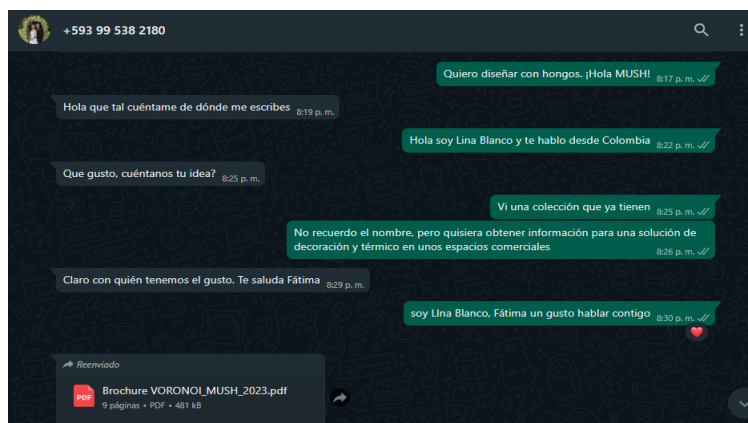 +593 99 538 2180
Quiero diseñar con hongos. ¡Hola MUSH! 8:17 p. m.
Hola que tal cuéntame de dónde me escribes 8:19 p. m.
Hola soy Lina Blanco y te hablo desde Colombia 8:22 p. m.
Que gusto, cuéntanos tu idea? 8:25 p. m.
Vi una colección que ya tienen 8:25 p. m.
No recuerdo el nombre, pero quisiera obtener información para una solución de
decoración y térmico en unos espacios comerciales 8:26 p. m.
Claro con quién tenemos el gusto. Te saluda Fátima 8:29 p. m.
soy LIna Blanco, Fátima un gusto hablar contigo 8:30 p. m.
Reenviado
PDF
Brochure VORONOI_MUSH_2023.pdf
9 páginas • PDF • 481 kB